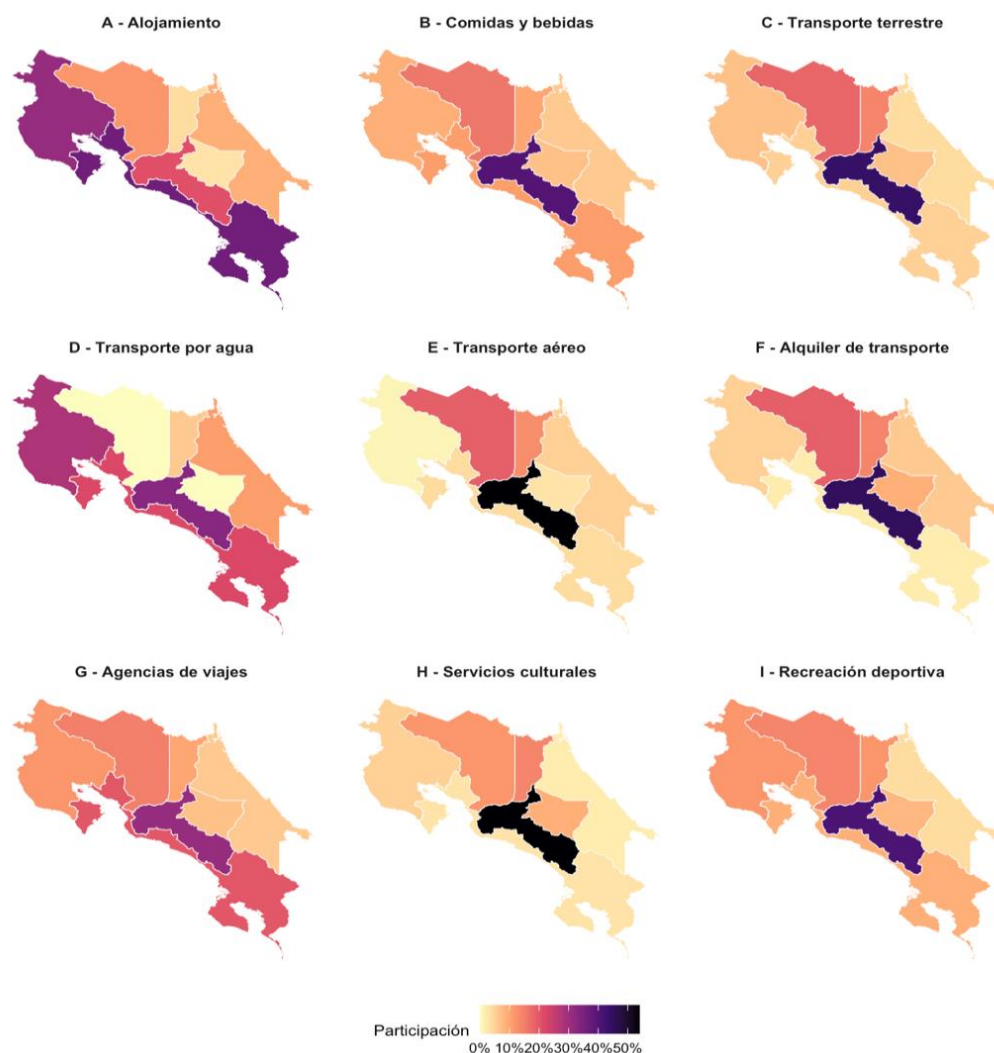 A - Alojamiento
B - Comidas y bebidas
C - Transporte terrestre
D - Transporte por agua
E - Transporte aéreo
F - Alquiler de transporte
G - Agencias de viajes
H - Servicios culturales
I - Recreación deportiva
Participación
0% 10% 20% 30% 40% 50%